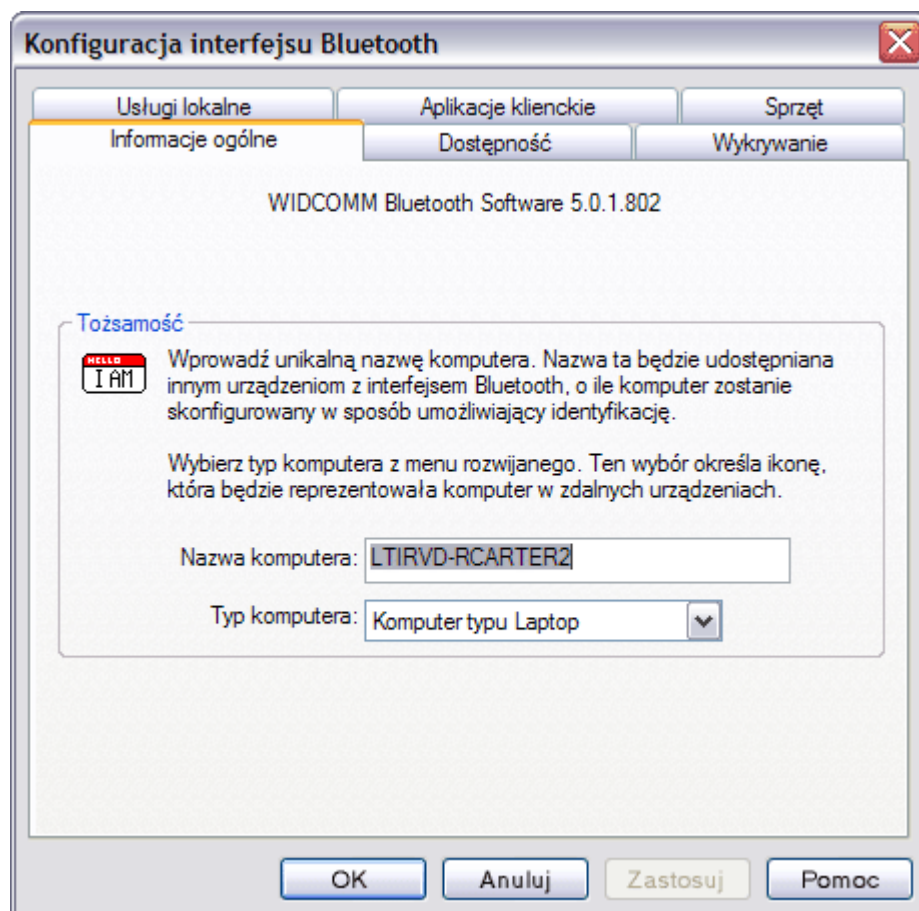 Konfiguracja interfejsu Bluetooth
Usługi lokalne
Aplikacje klienckie
Sprzęt
Informacje ogólne
Dostępność
Wykrywanie
WIDCOMM Bluetooth Software 5.0.1.802
Tożsamość
HELLO
I AM
Wprowadź unikalną nazwę komputera. Nazwa ta będzie udostępniana
innym urządzeniom z interfejsem Bluetooth, o ile komputer zostanie
skonfigurowany w sposób umożliwiający identyfikację.
Wybierz typ komputera z menu rozwijanego. Ten wybór określa ikonę,
która będzie reprezentowała komputer w zdalnych urządzeniach.
Nazwa komputera: LTIRVD-RCARTER2
Typ komputera: Komputer typu Laptop
OK
Anuluj
Zastosuj
Pomoc